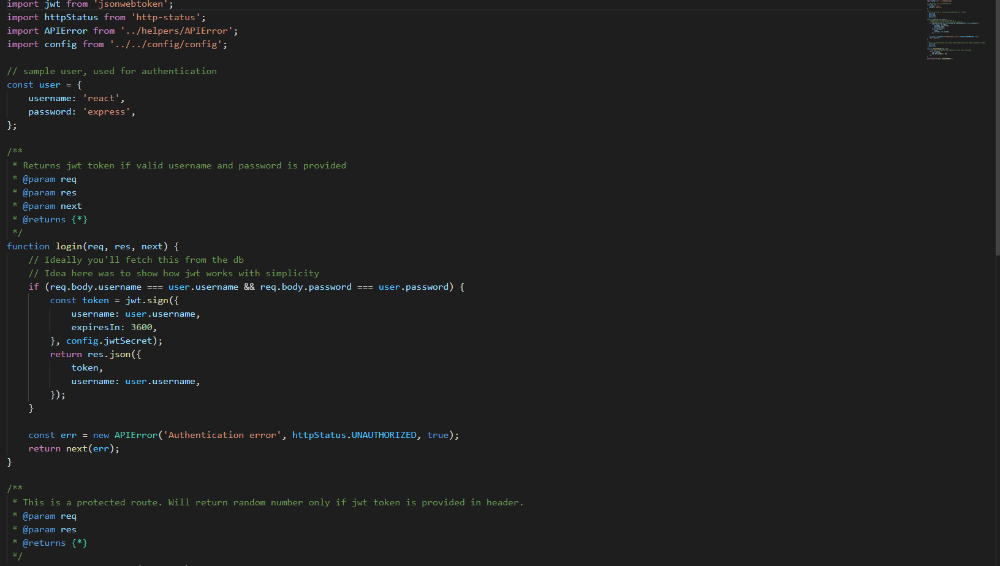 import jwt from 'jsonwebtoken';
import httpStatus from 'http-status';
import APIError from '../helpers/APIError';
import config from '../../config/config';

// sample user, used for authentication
const user = {
    username: 'react',
    password: 'express',
};

/**
 * Returns jwt token if valid username and password is provided
 * @param req
 * @param res
 * @param next
 * @returns {*}
 */
function login(req, res, next) {
    // Ideally you'll fetch this from the db
    // Idea here was to show how jwt works with simplicity
    if (req.body.username === user.username && req.body.password === user.password) {
        const token = jwt.sign({
            username: user.username,
            expiresIn: 3600,
        }, config.jwtSecret);
        return res.json({
            token,
            username: user.username,
        });
    }

    const err = new APIError('Authentication error', httpStatus.UNAUTHORIZED, true);
    return next(err);
}

/**
 * This is a protected route. Will return random number only if jwt token is provided in header.
 * @param req
 * @param res
 * @returns {*}
 */